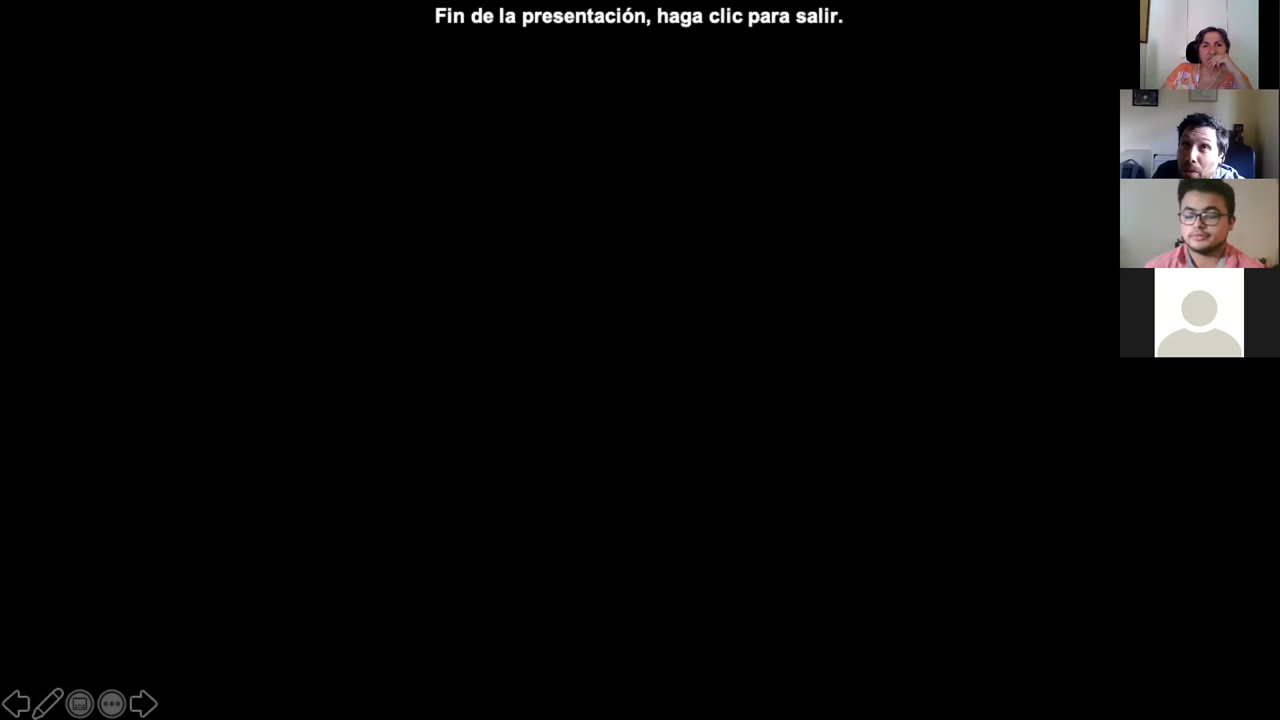 Fin de la presentación, haga clic para salir.